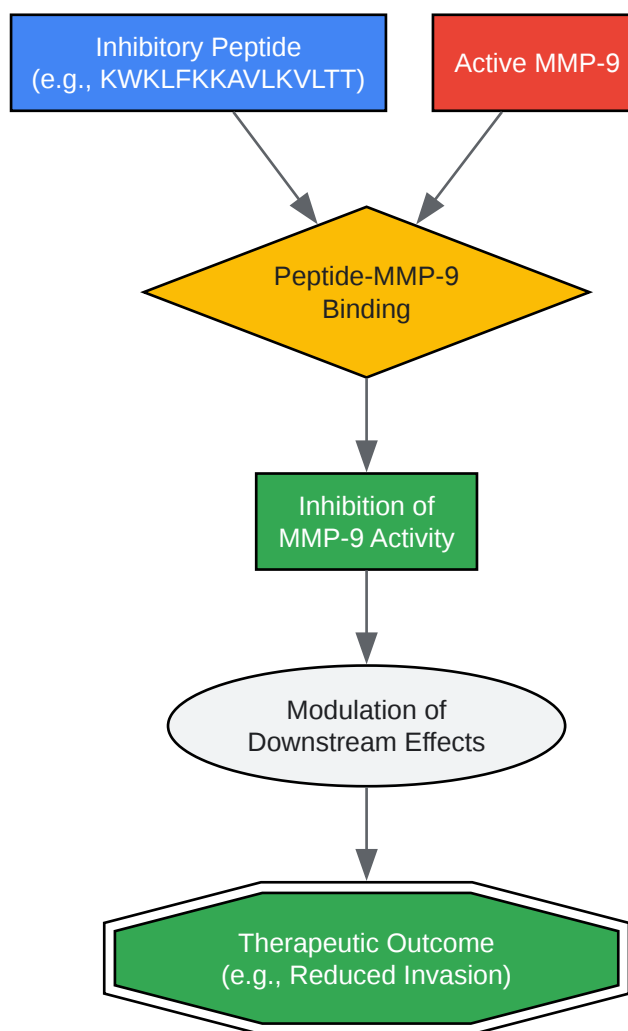 Inhibitory Peptide
(e.g., KWKLFKKAVLKVLTT)
Active MMP-9
Peptide-MMP-9
Binding
Inhibition of
MMP-9 Activity
Modulation of
Downstream Effects
Therapeutic Outcome
(e.g., Reduced Invasion)